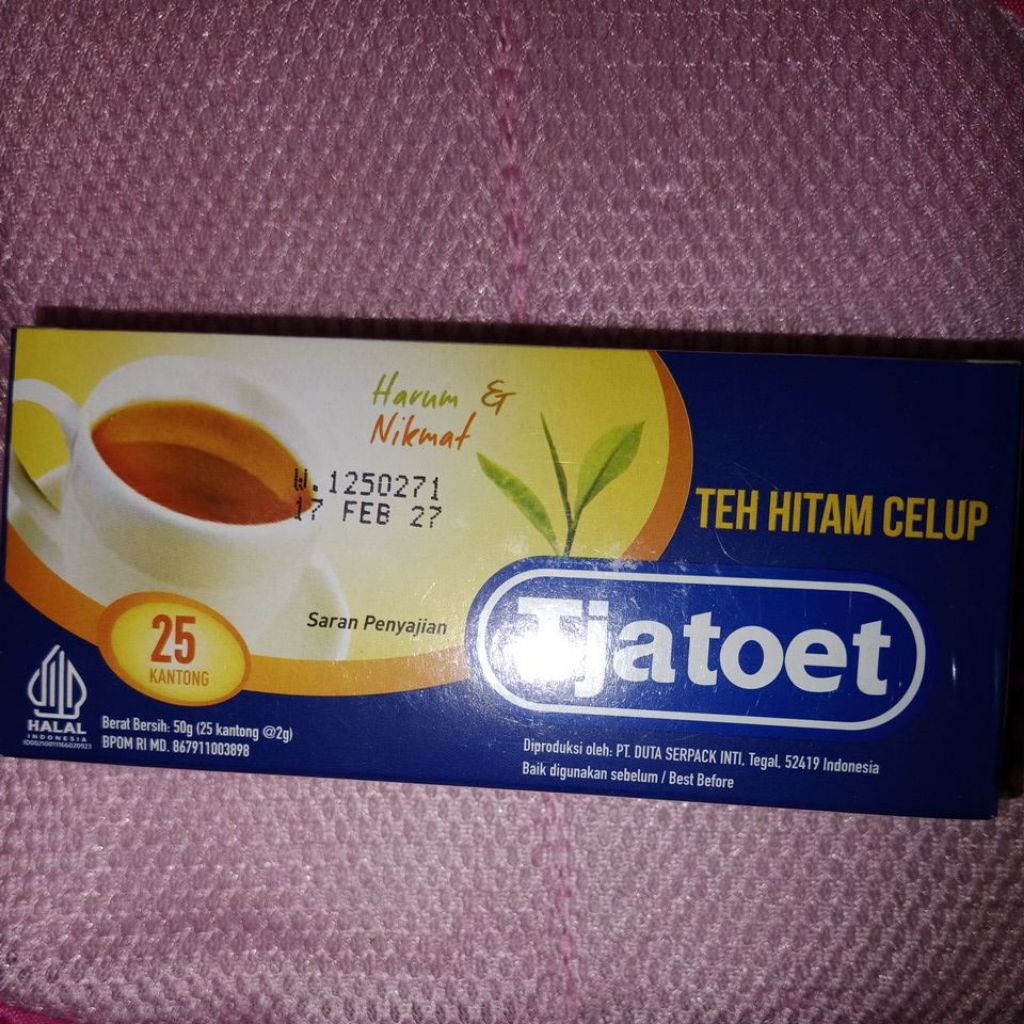 Harum &
Nikmat
W.1250271
17 FEB 27
TEH HITAM CELUP
Saran Penyajian
25
KANTONG
Tjatoet
HALAL
INDONESIA
Berat Bersih: 50g (25 kantong @2g)
BPOM RI MD. 867911003898
Diproduksi oleh: PT. DUTA SERPACK INTI. Tegal, 52419 Indonesia
Baik digunakan sebelum / Best Before